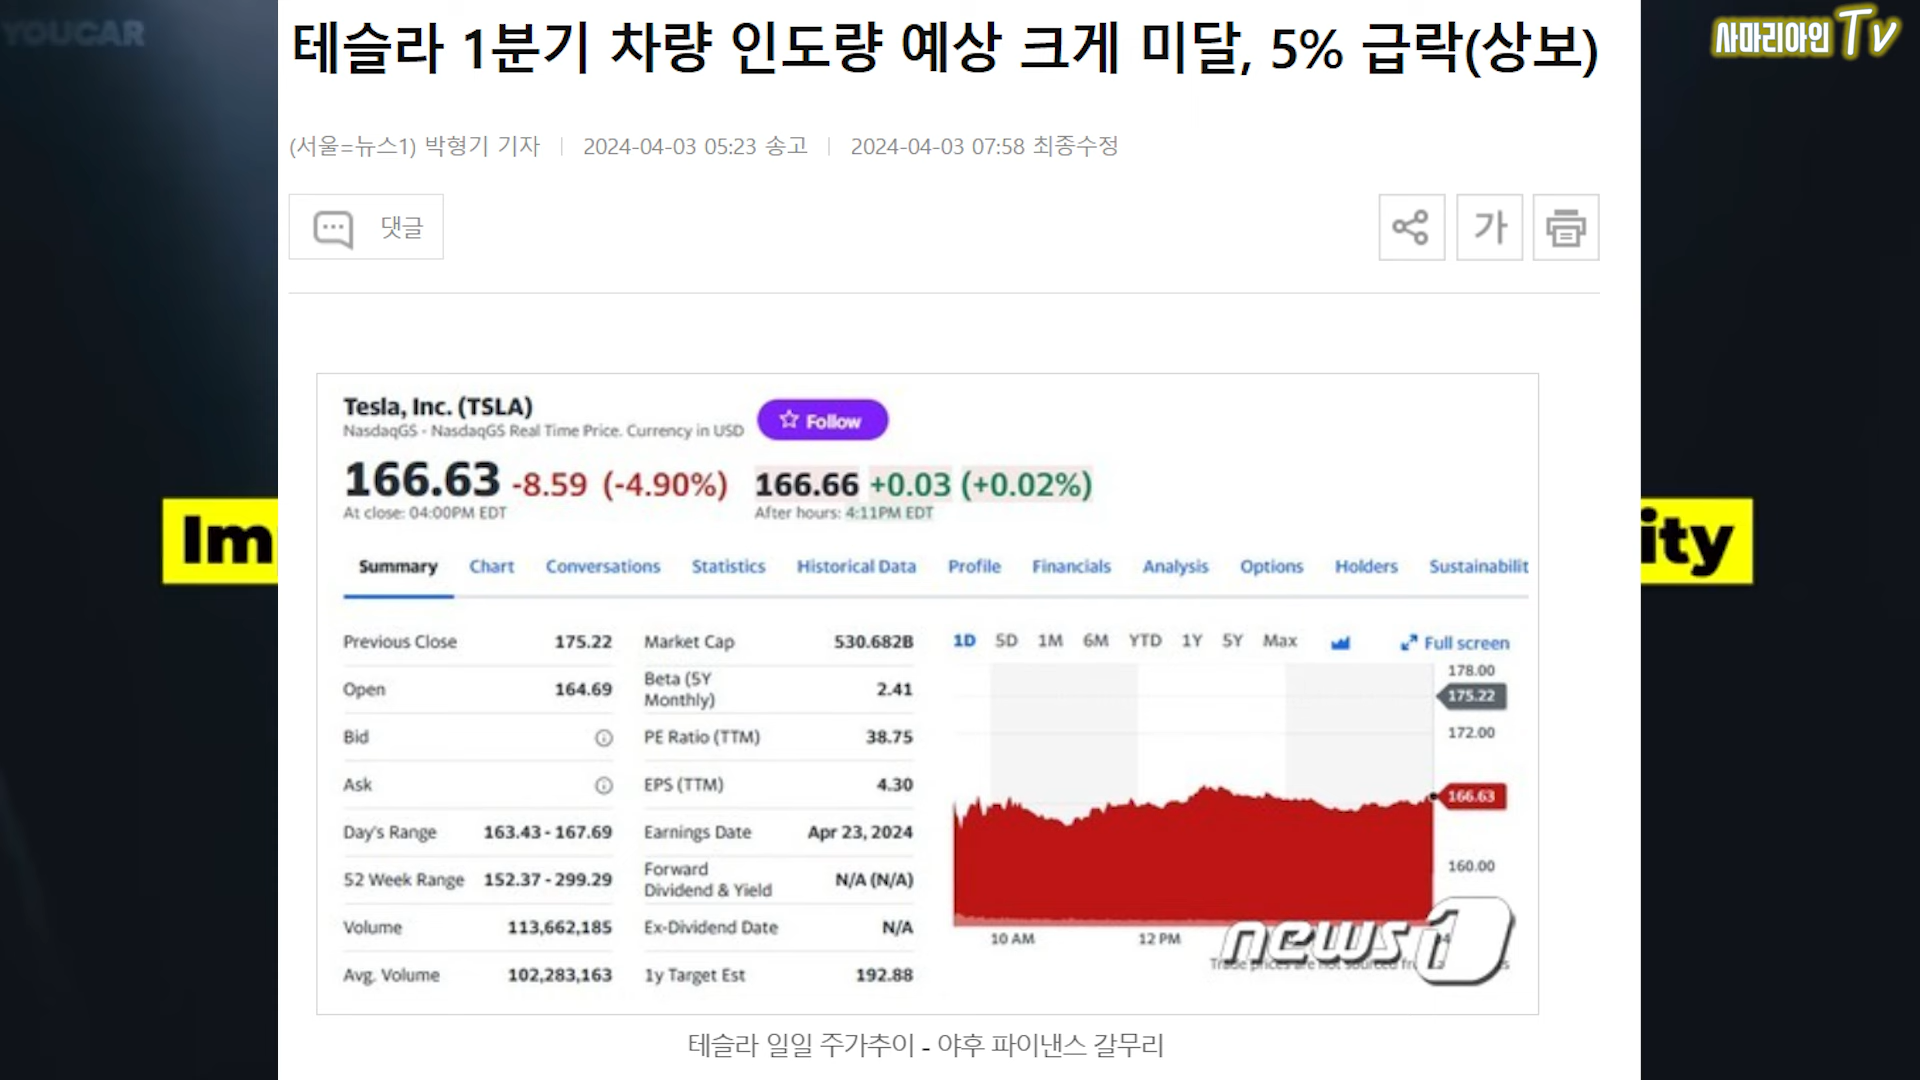 YOUCAR
사마리아인 Tv
테슬라 1분기 차량 인도량 예상 크게 미달, 5% 급락(상보)
(서울=뉴스1) 박형기 기자 | 2024-04-03 05:23 송고 | 2024-04-03 07:58 최종수정
댓글
가
Tesla, Inc. (TSLA)
NasdaqGS - NasdaqGS Real Time Price. Currency in USD
Follow
166.63 -8.59 (-4.90%) 166.66 +0.03 (+0.02%)
At close: 04:00PM EDT After hours: 4:11PM EDT
Im
ity
Summary Chart Conversations Statistics Historical Data Profile Financials Analysis Options Holders Sustainabilit
Previous Close 175.22
Open 164.69
Bid
Ask
Day's Range 163.43 - 167.69
52 Week Range 152.37 - 299.29
Volume 113,662,185
Avg. Volume 102,283,163
Market Cap 530.682B
Beta (5Y
Monthly) 2.41
PE Ratio (TTM) 38.75
EPS (TTM) 4.30
Earnings Date Apr 23, 2024
Forward
Dividend & Yield N/A (N/A)
Ex-Dividend Date N/A
1y Target Est 192.88
1D 5D 1M 6M YTD 1Y 5Y Max Full screen
178.00
175.22
172.00
166.63
160.00
10 AM 12 PM
news1
Trade prices are not sourced
테슬라 일일 주가추이 - 야후 파이낸스 갈무리